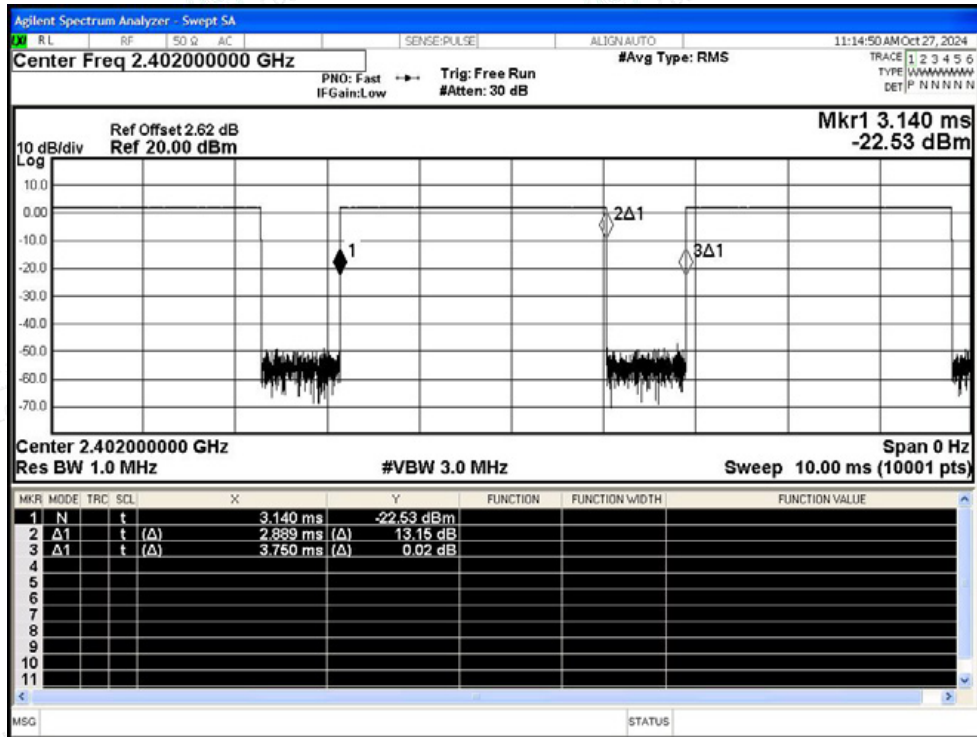 Agilent Spectrum Analyzer - Swept SA
RL RF 50 Ω AC SENSE:PULSE ALIGN AUTO 11:14:50 AM Oct 27, 2024
Center Freq 2.402000000 GHz
PNO: Fast
IFGain:Low
Trig: Free Run
#Atten: 30 dB
#Avg Type: RMS
TRACE 1 2 3 4 5 6
TYPE
DET P N N N N N
Mkr1 3.140 ms
-22.53 dBm
Ref Offset 2.62 dB
10 dB/div Ref 20.00 dBm
Log
10.0
0.00
-10.0
-20.0
-30.0
-40.0
-50.0
-60.0
-70.0
1
2Δ1
3Δ1
Center 2.402000000 GHz Span 0 Hz
Res BW 1.0 MHz #VBW 3.0 MHz Sweep 10.00 ms (10001 pts)
MKR MODE TRC SCL X Y FUNCTION FUNCTION WIDTH FUNCTION VALUE
1 N t 3.140 ms -22.53 dBm
2 Δ1 t (Δ) 2.889 ms (Δ) 13.15 dB
3 Δ1 t (Δ) 3.750 ms (Δ) 0.02 dB
4
5
6
7
8
9
10
11
MSG STATUS